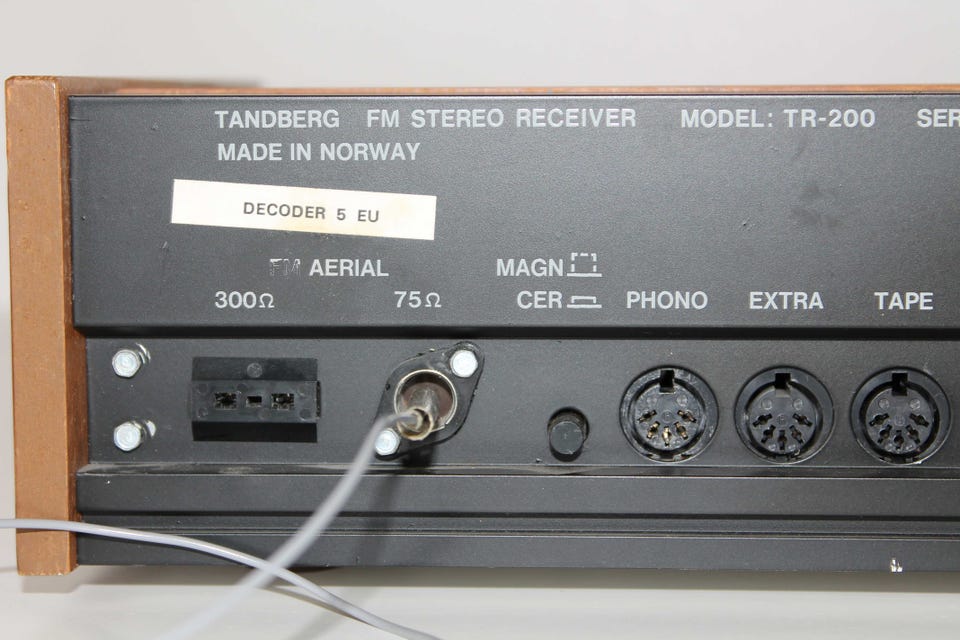 TANDBERG FM STEREO RECEIVER MODEL: TR-200 SER
MADE IN NORWAY
DECODER 5 EU
FM AERIAL MAGN
300Ω 75Ω CER PHONO EXTRA TAPE